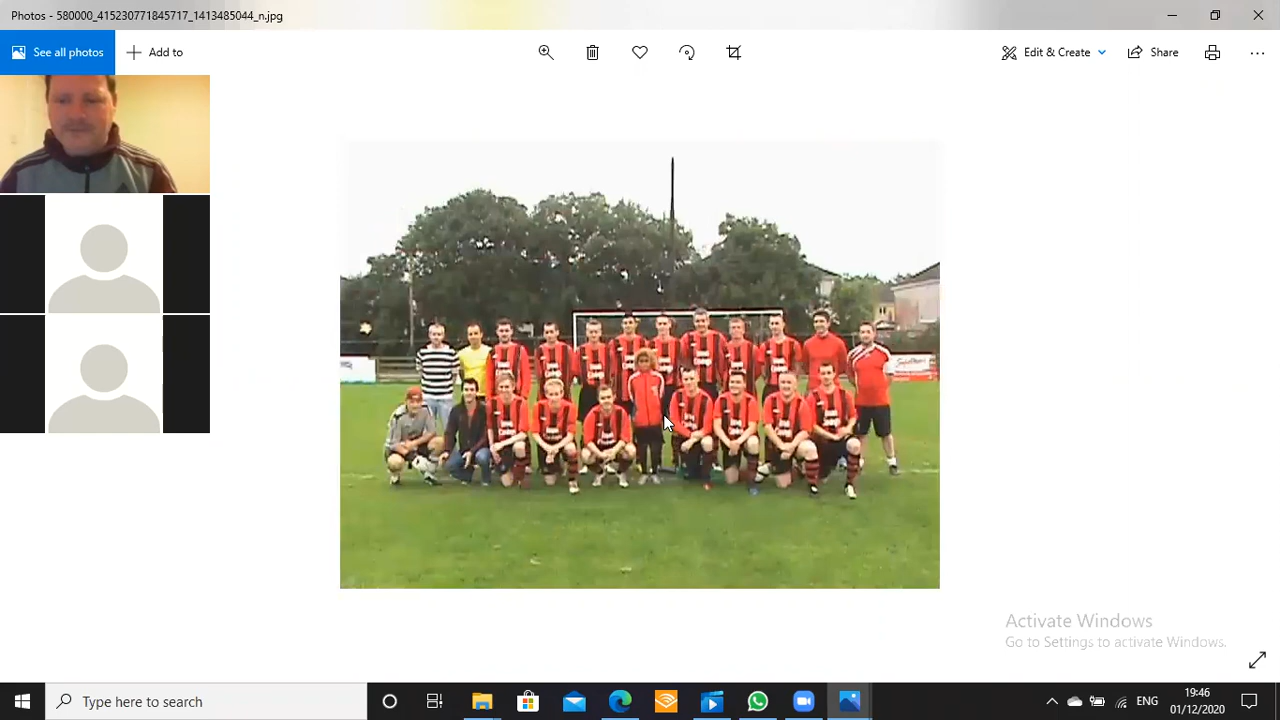 Photos - 580000_415230771845717_1413485044_n.jpg
See all photos
Add to
Edit & Create
Share
Activate Windows
Go to Settings to activate Windows.
Type here to search
ENG
19:46
01/12/2020